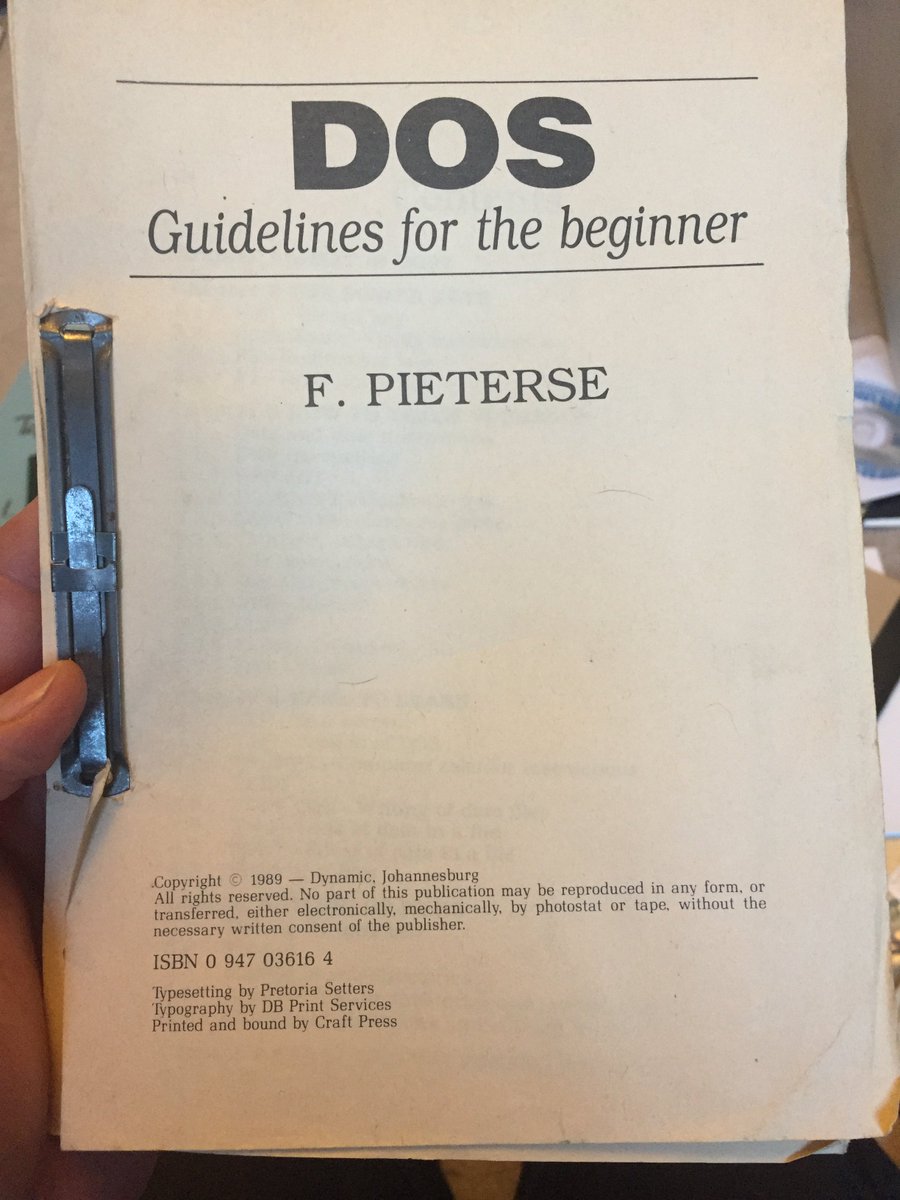 DOS
Guidelines for the beginner
F. PIETERSE
Copyright © 1989 — Dynamic, Johannesburg
All rights reserved. No part of this publication may be reproduced in any form, or
transferred, either electronically, mechanically, by photostat or tape, without the
necessary written consent of the publisher.
ISBN 0 947 03616 4
Typesetting by Pretoria Setters
Typography by DB Print Services
Printed and bound by Craft Press